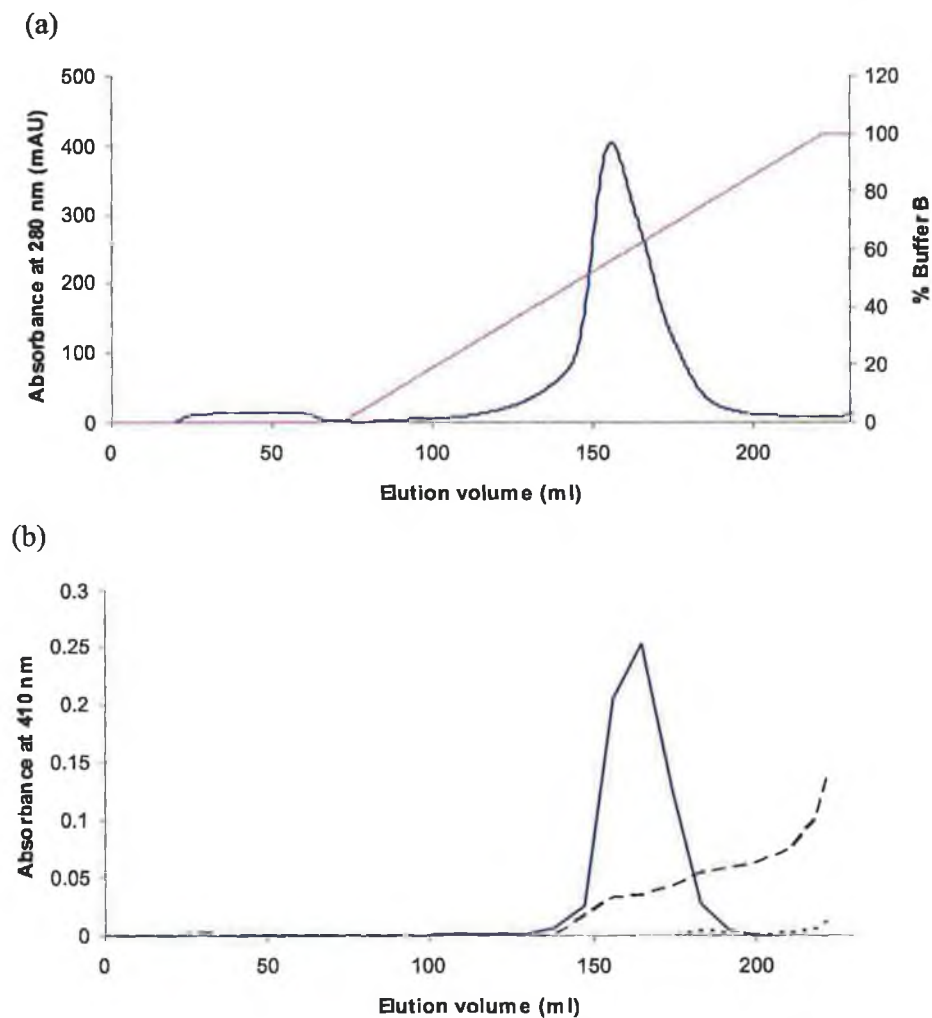 (a)
Absorbance at 280 nm (mAU)
500
400
300
200
100
0
120
100
80
60
40
20
0
% Buffer B
0 50 100 150 200
Elution volume (ml)
(b)
Absorbance at 410 nm
0.3
0.25
0.2
0.15
0.1
0.05
0
0 50 100 150 200
Elution volume (ml)